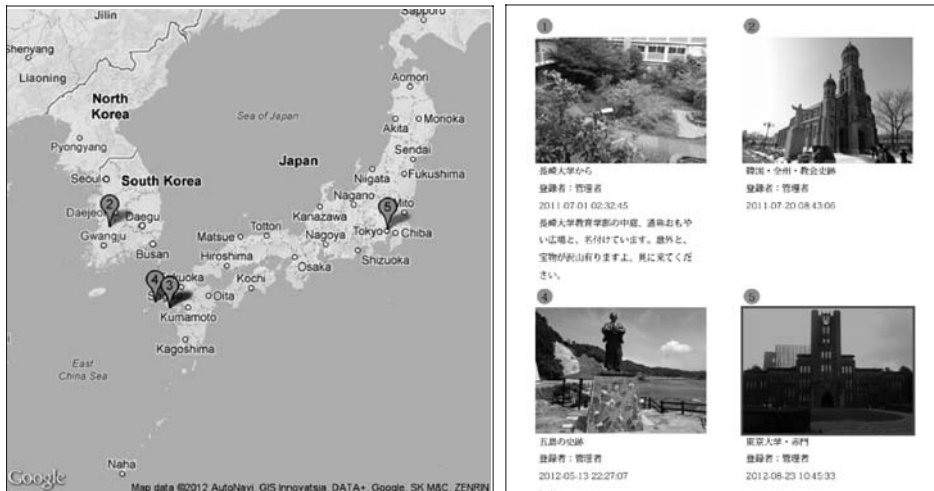 Jilin
Sapporo
Shenyang
Liaoning
Aomori
North
Korea
Akita
Morioka
Sea of Japan
Pyongyang
Sendai
Japan
Seoul
South Korea
Niigata
Fukushima
Nagano
Mito
2
5
Daejeon
Daegu
Kanazawa
Tokyo
Chiba
Gwangju
Matsue
Totton
Nagoya
Busan
Shizuoka
Hiroshima
Osaka
4
3
Kochi
Oita
Kumamoto
Kagoshima
East
China Sea
Naha
Google
Map data ©2012 AutoNavi, GIS Innovatsia, DATA+, Google, SK M&C, ZENRIN
1
長崎大学から
登録者：管理者
2011-07-01 02:32:45
長崎大学教育学部の中庭、通称おもや
い広場と、名付けています。意外と、
宝物が沢山有りますよ。見に来てくだ
さい。
2
韓国・全州・教会史跡
登録者：管理者
2011-07-20 08:43:06
4
五島の史跡
登録者：管理者
2012-05-13 22:27:07
5
東京大学・赤門
登録者：管理者
2012-08-23 10:45:33